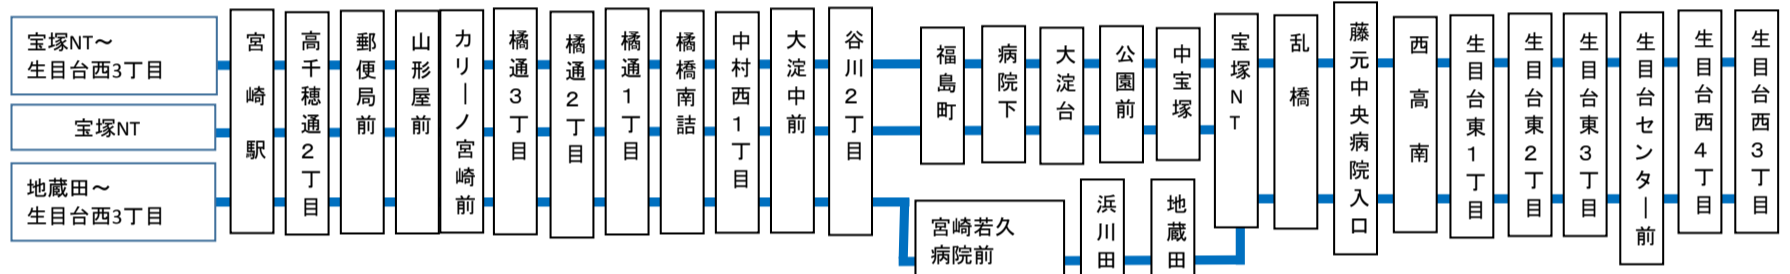 宝塚NT～
生目台西3丁目
宝塚NT
地蔵田～
生目台西3丁目
宮崎駅
高千穂通2丁目
郵便局前
山形屋前
カリーノ宮崎前
橘通3丁目
橘通2丁目
橘通1丁目
橘橋南詰
中村西1丁目
大淀中前
谷川2丁目
福島町
病院下
大淀台
公園前
中宝塚
宮崎若久
病院前
浜川田
地蔵田
宝塚NT
乱橋
藤元中央病院入口
西高南
生目台東1丁目
生目台東2丁目
生目台東3丁目
生目台センター前
生目台西4丁目
生目台西3丁目